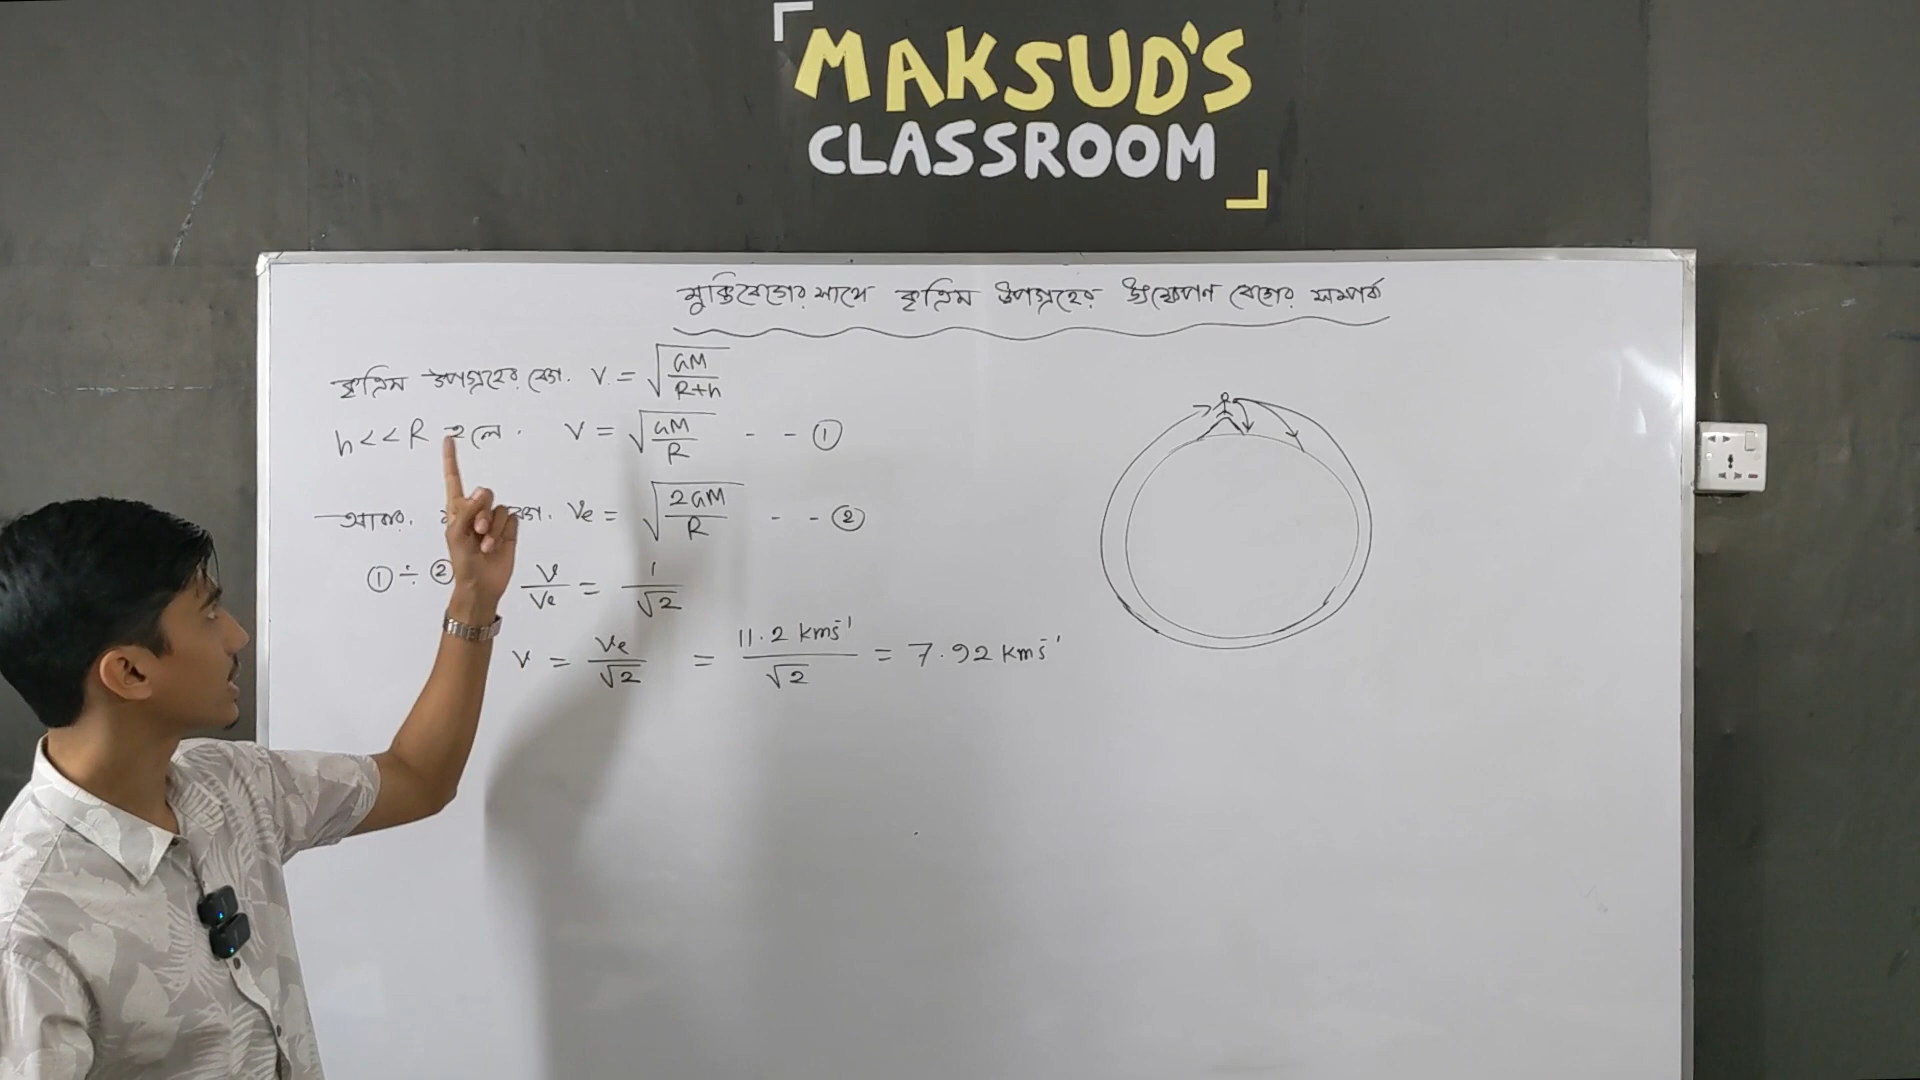 MAKSUD'S
CLASSROOM
মুক্তিবেগের সাথে কৃত্রিম উপগ্রহের উৎক্ষেপণ বেগের সম্পর্ক
কৃত্রিম উপগ্রহের বেগ. V = √(GM/(R+h))
h<<R হলে. V = √(GM/R) - - ①
আবার, বেগ. Ve = √(2GM/R) - - ②
① ÷ ② V/Ve = 1/√2
V = Ve/√2 = 11.2 kms⁻¹/√2 = 7.92 kms⁻¹